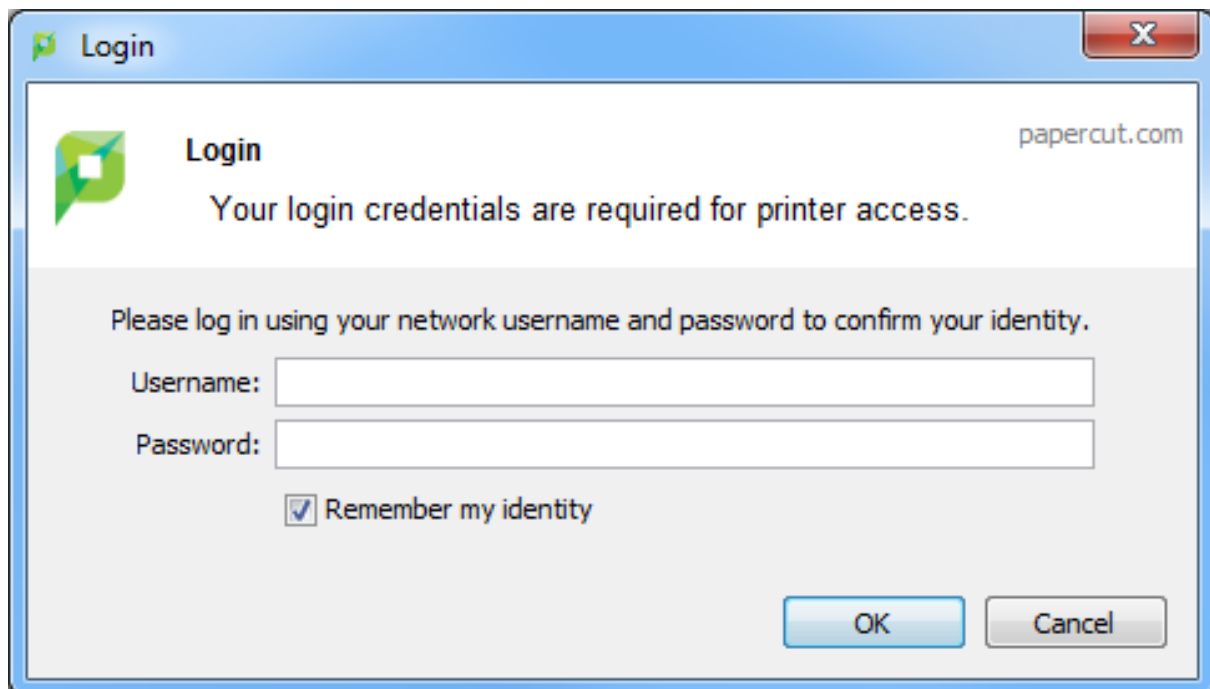 Login
papercut.com
Login
Your login credentials are required for printer access.
Please log in using your network username and password to confirm your identity.
Username:
Password:
Remember my identity
OK
Cancel